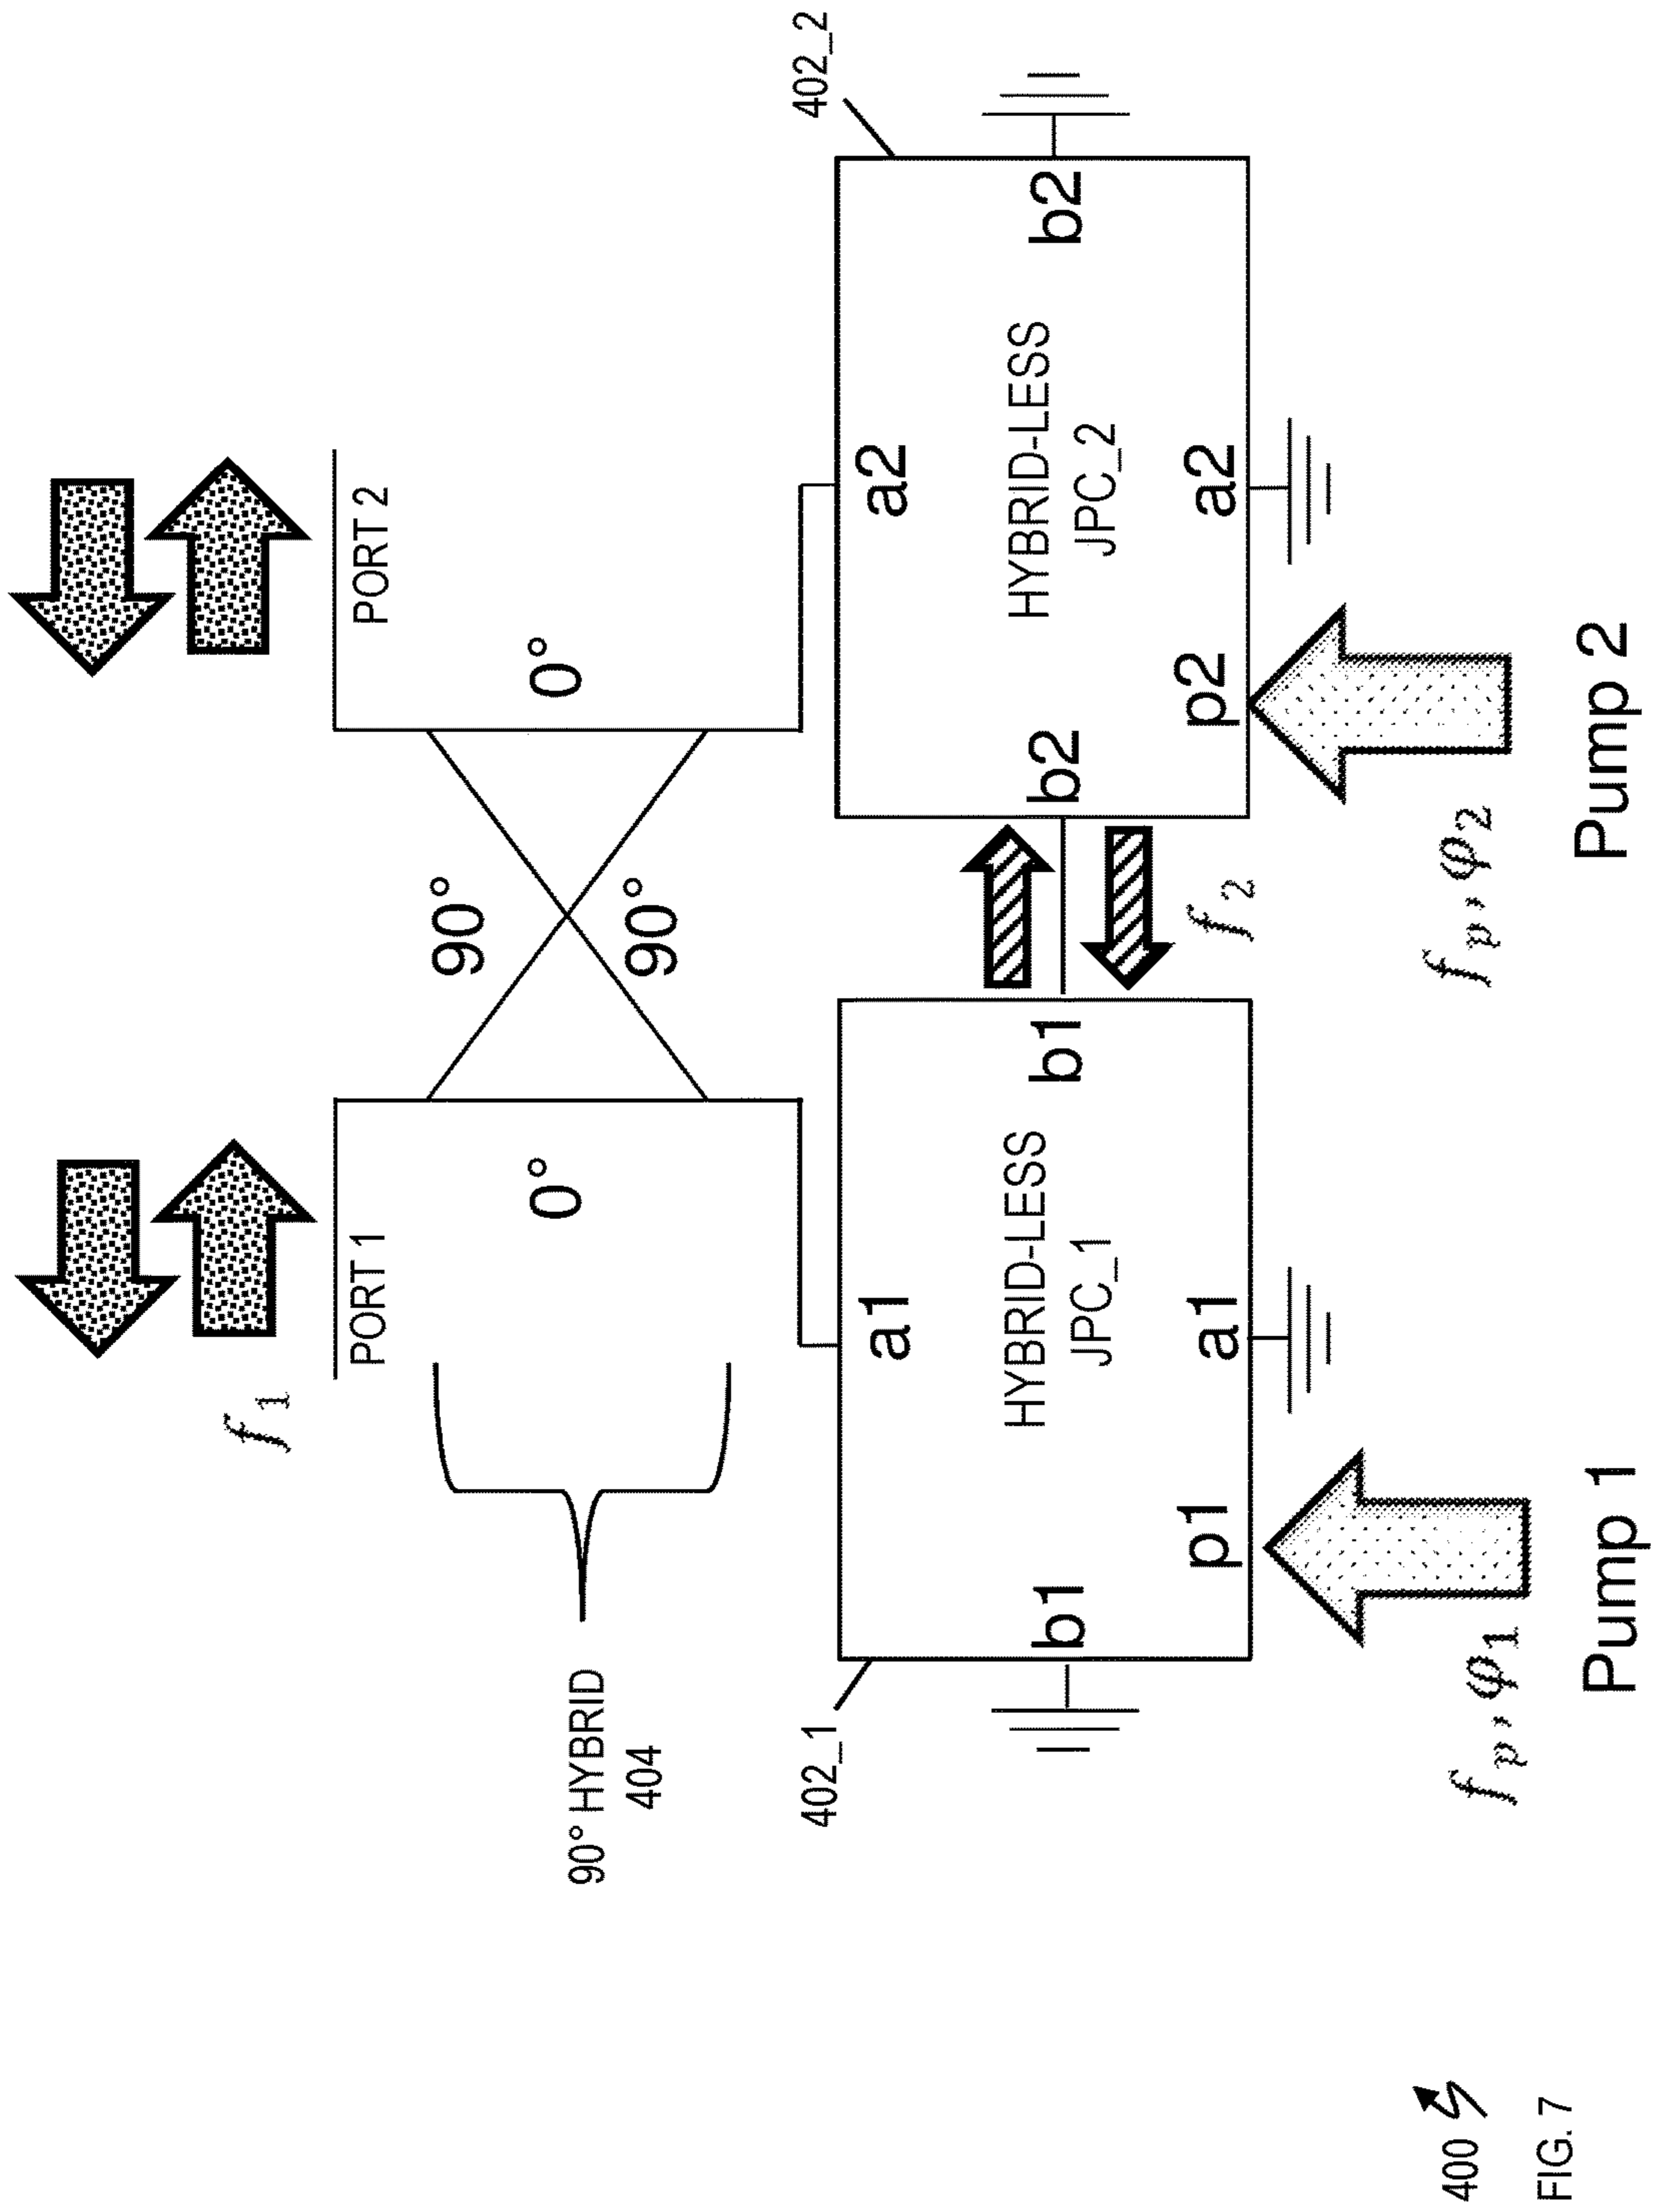 f₁
PORT 1
PORT 2
90° HYBRID
404
0°
90°
90°
0°
402_1
402_2
a1
a2
b1
HYBRID-LESS
JPC_1
b1
b2
HYBRID-LESS
JPC_2
b2
f₂
p1
a1
p2
a2
fₚ, φ₁
fₚ, φ₂
Pump 1
Pump 2
400
FIG. 7